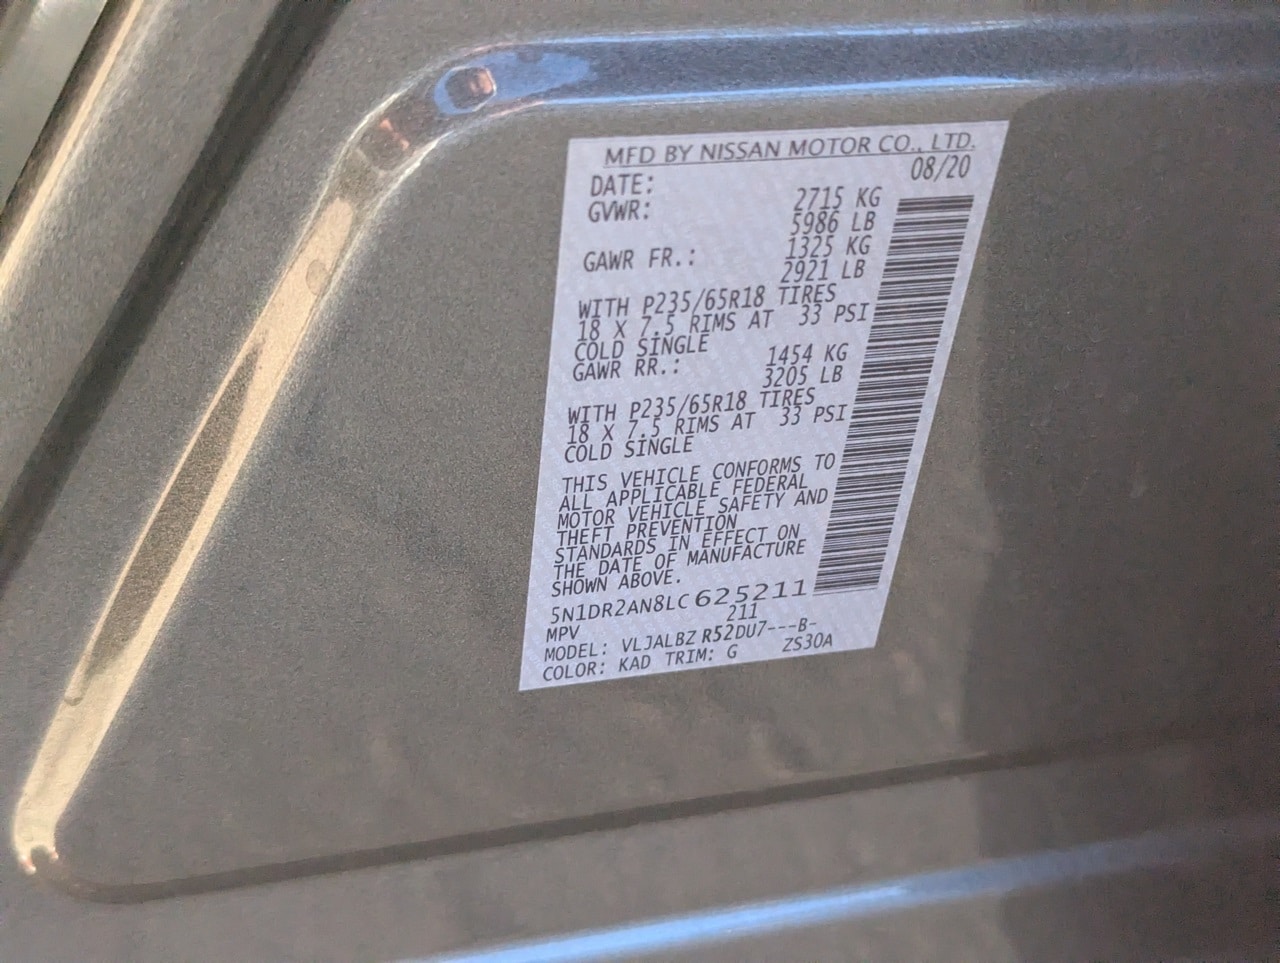 MFD BY NISSAN MOTOR CO., LTD.
DATE: 08/20
GVWR: 2715 KG
5986 LB
GAWR FR.: 1325 KG
2921 LB
WITH P235/65R18 TIRES
18 X 7.5 RIMS AT 33 PSI
COLD SINGLE
GAWR RR.: 1454 KG
3205 LB
WITH P235/65R18 TIRES
18 X 7.5 RIMS AT 33 PSI
COLD SINGLE
THIS VEHICLE CONFORMS TO
ALL APPLICABLE FEDERAL
MOTOR VEHICLE SAFETY AND
THEFT PREVENTION
STANDARDS IN EFFECT ON
THE DATE OF MANUFACTURE
SHOWN ABOVE.
5N1DR2AN8LC625211
MPV 211
MODEL: VLJALBZ R52DU7---B-
COLOR: KAD TRIM: G ZS30A